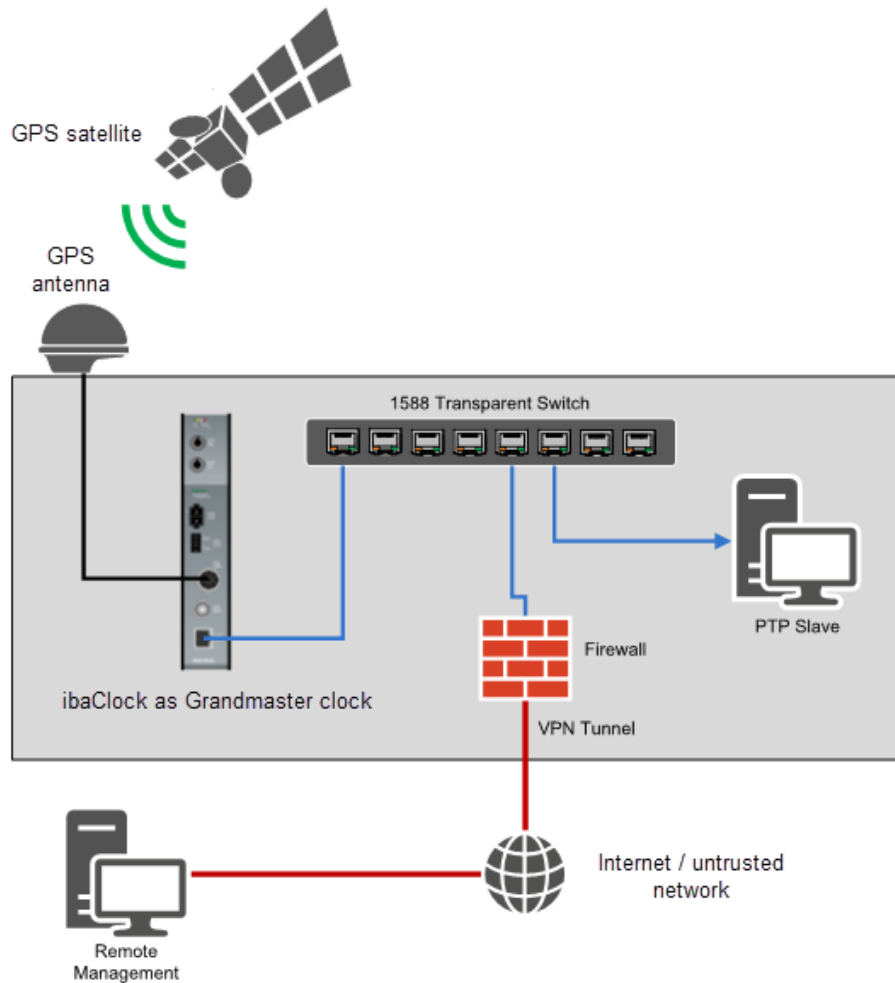 GPS satellite
GPS
antenna
1588 Transparent Switch
PTP Slave
Firewall
ibaClock as Grandmaster clock
VPN Tunnel
Internet / untrusted
network
Remote
Management